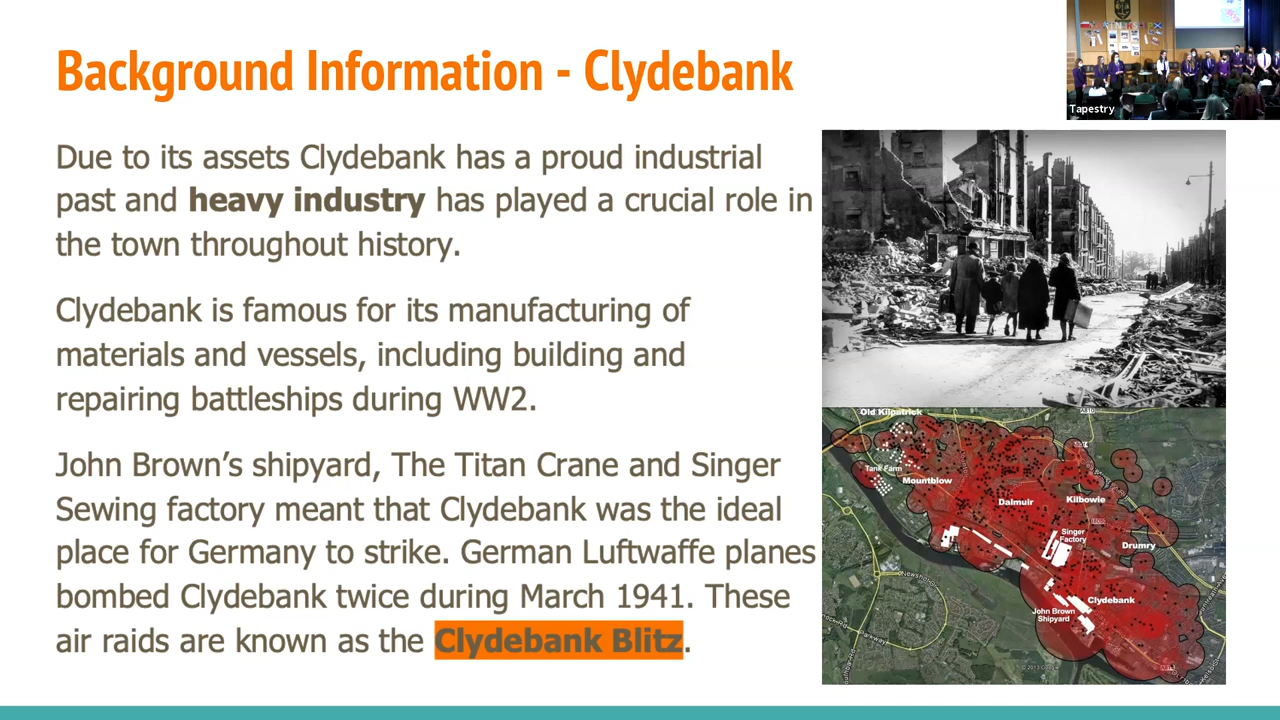 Background Information - Clydebank
Tapestry
Due to its assets Clydebank has a proud industrial
past and heavy industry has played a crucial role in
the town throughout history.
Clydebank is famous for its manufacturing of
materials and vessels, including building and
repairing battleships during WW2.
John Brown’s shipyard, The Titan Crane and Singer
Sewing factory meant that Clydebank was the ideal
place for Germany to strike. German Luftwaffe planes
bombed Clydebank twice during March 1941. These
air raids are known as the Clydebank Blitz.
Old Kilpatrick
Tank Farm
Mountblow
Dalmuir
Kilbowie
Singer
Factory
Drumry
Clydebank
John Brown
Shipyard